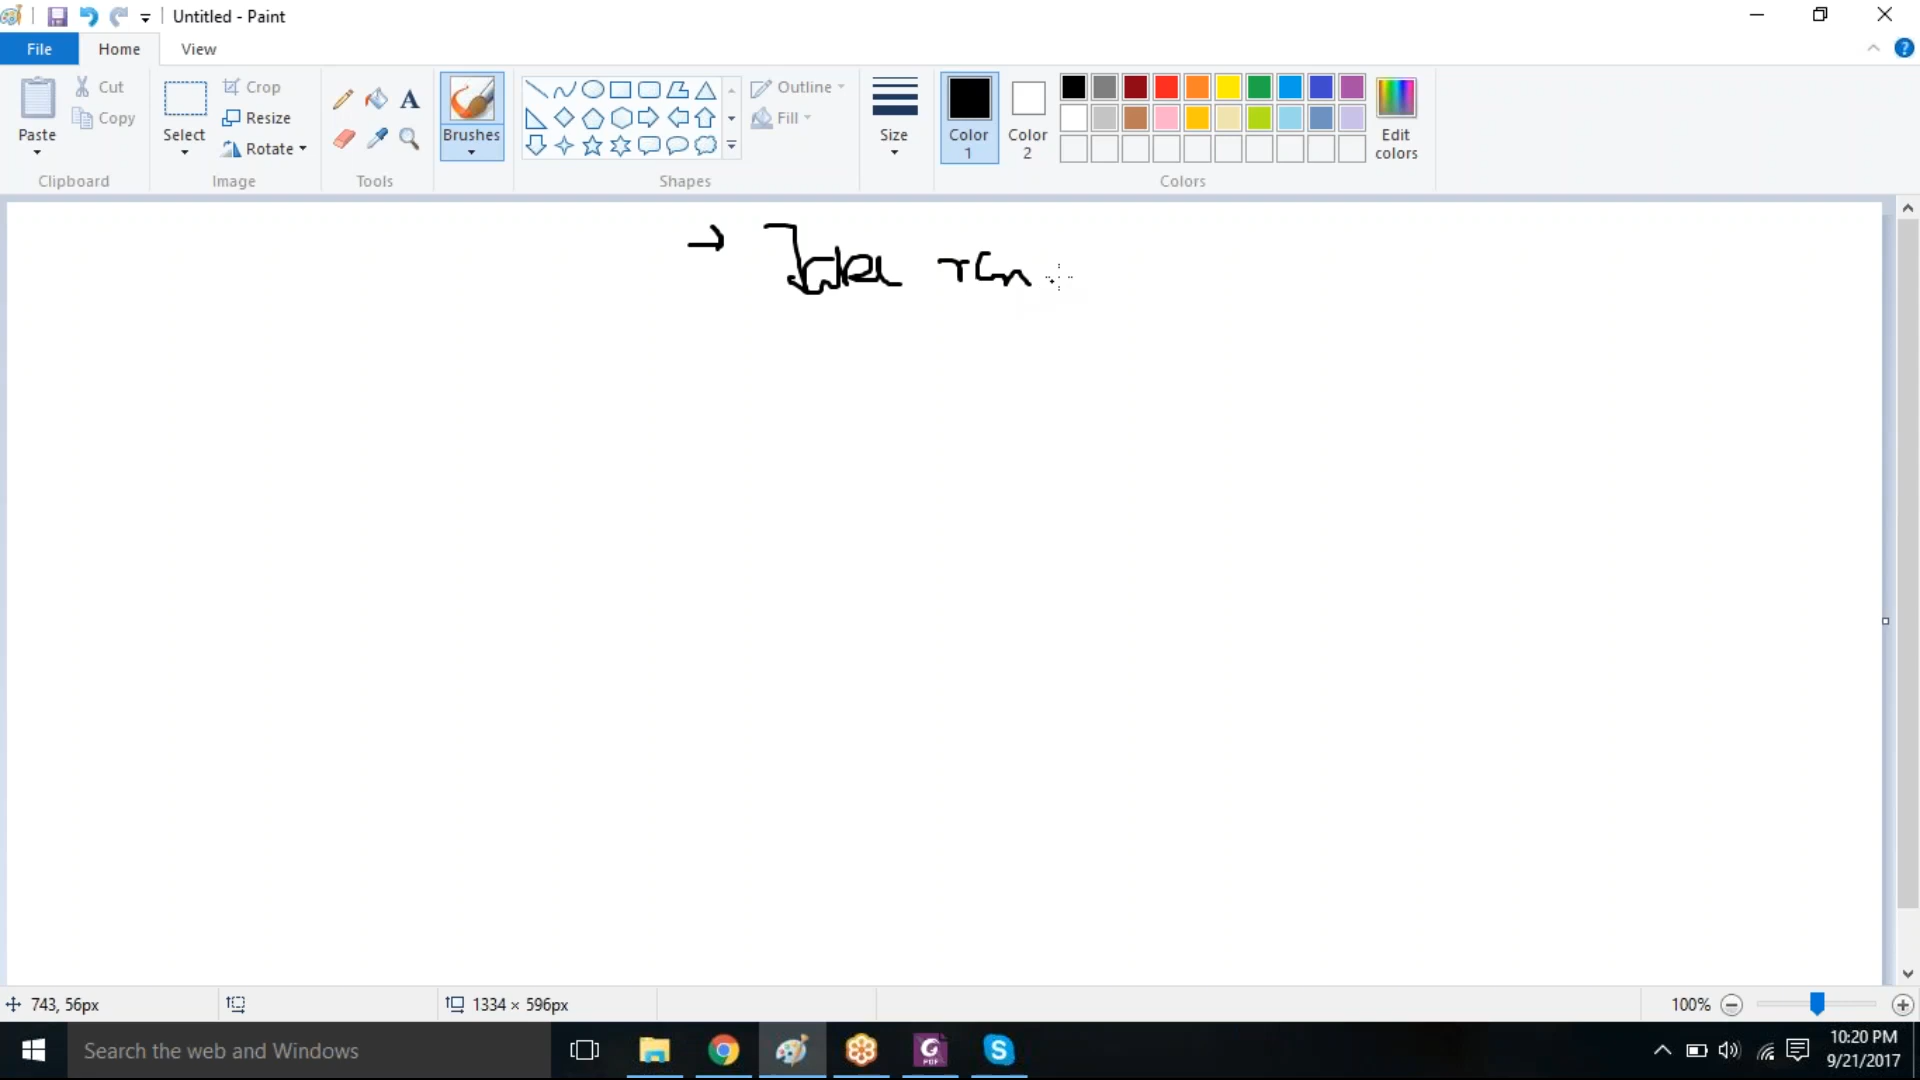 Untitled - Paint
File Home View
Paste Cut Copy Select Crop Resize Rotate Brushes Outline Fill Size Color 1 Color 2 Edit colors
Clipboard Image Tools Shapes Colors
→ Take
743, 56px 1334 × 596px 100%
Search the web and Windows
10:20 PM
9/21/2017